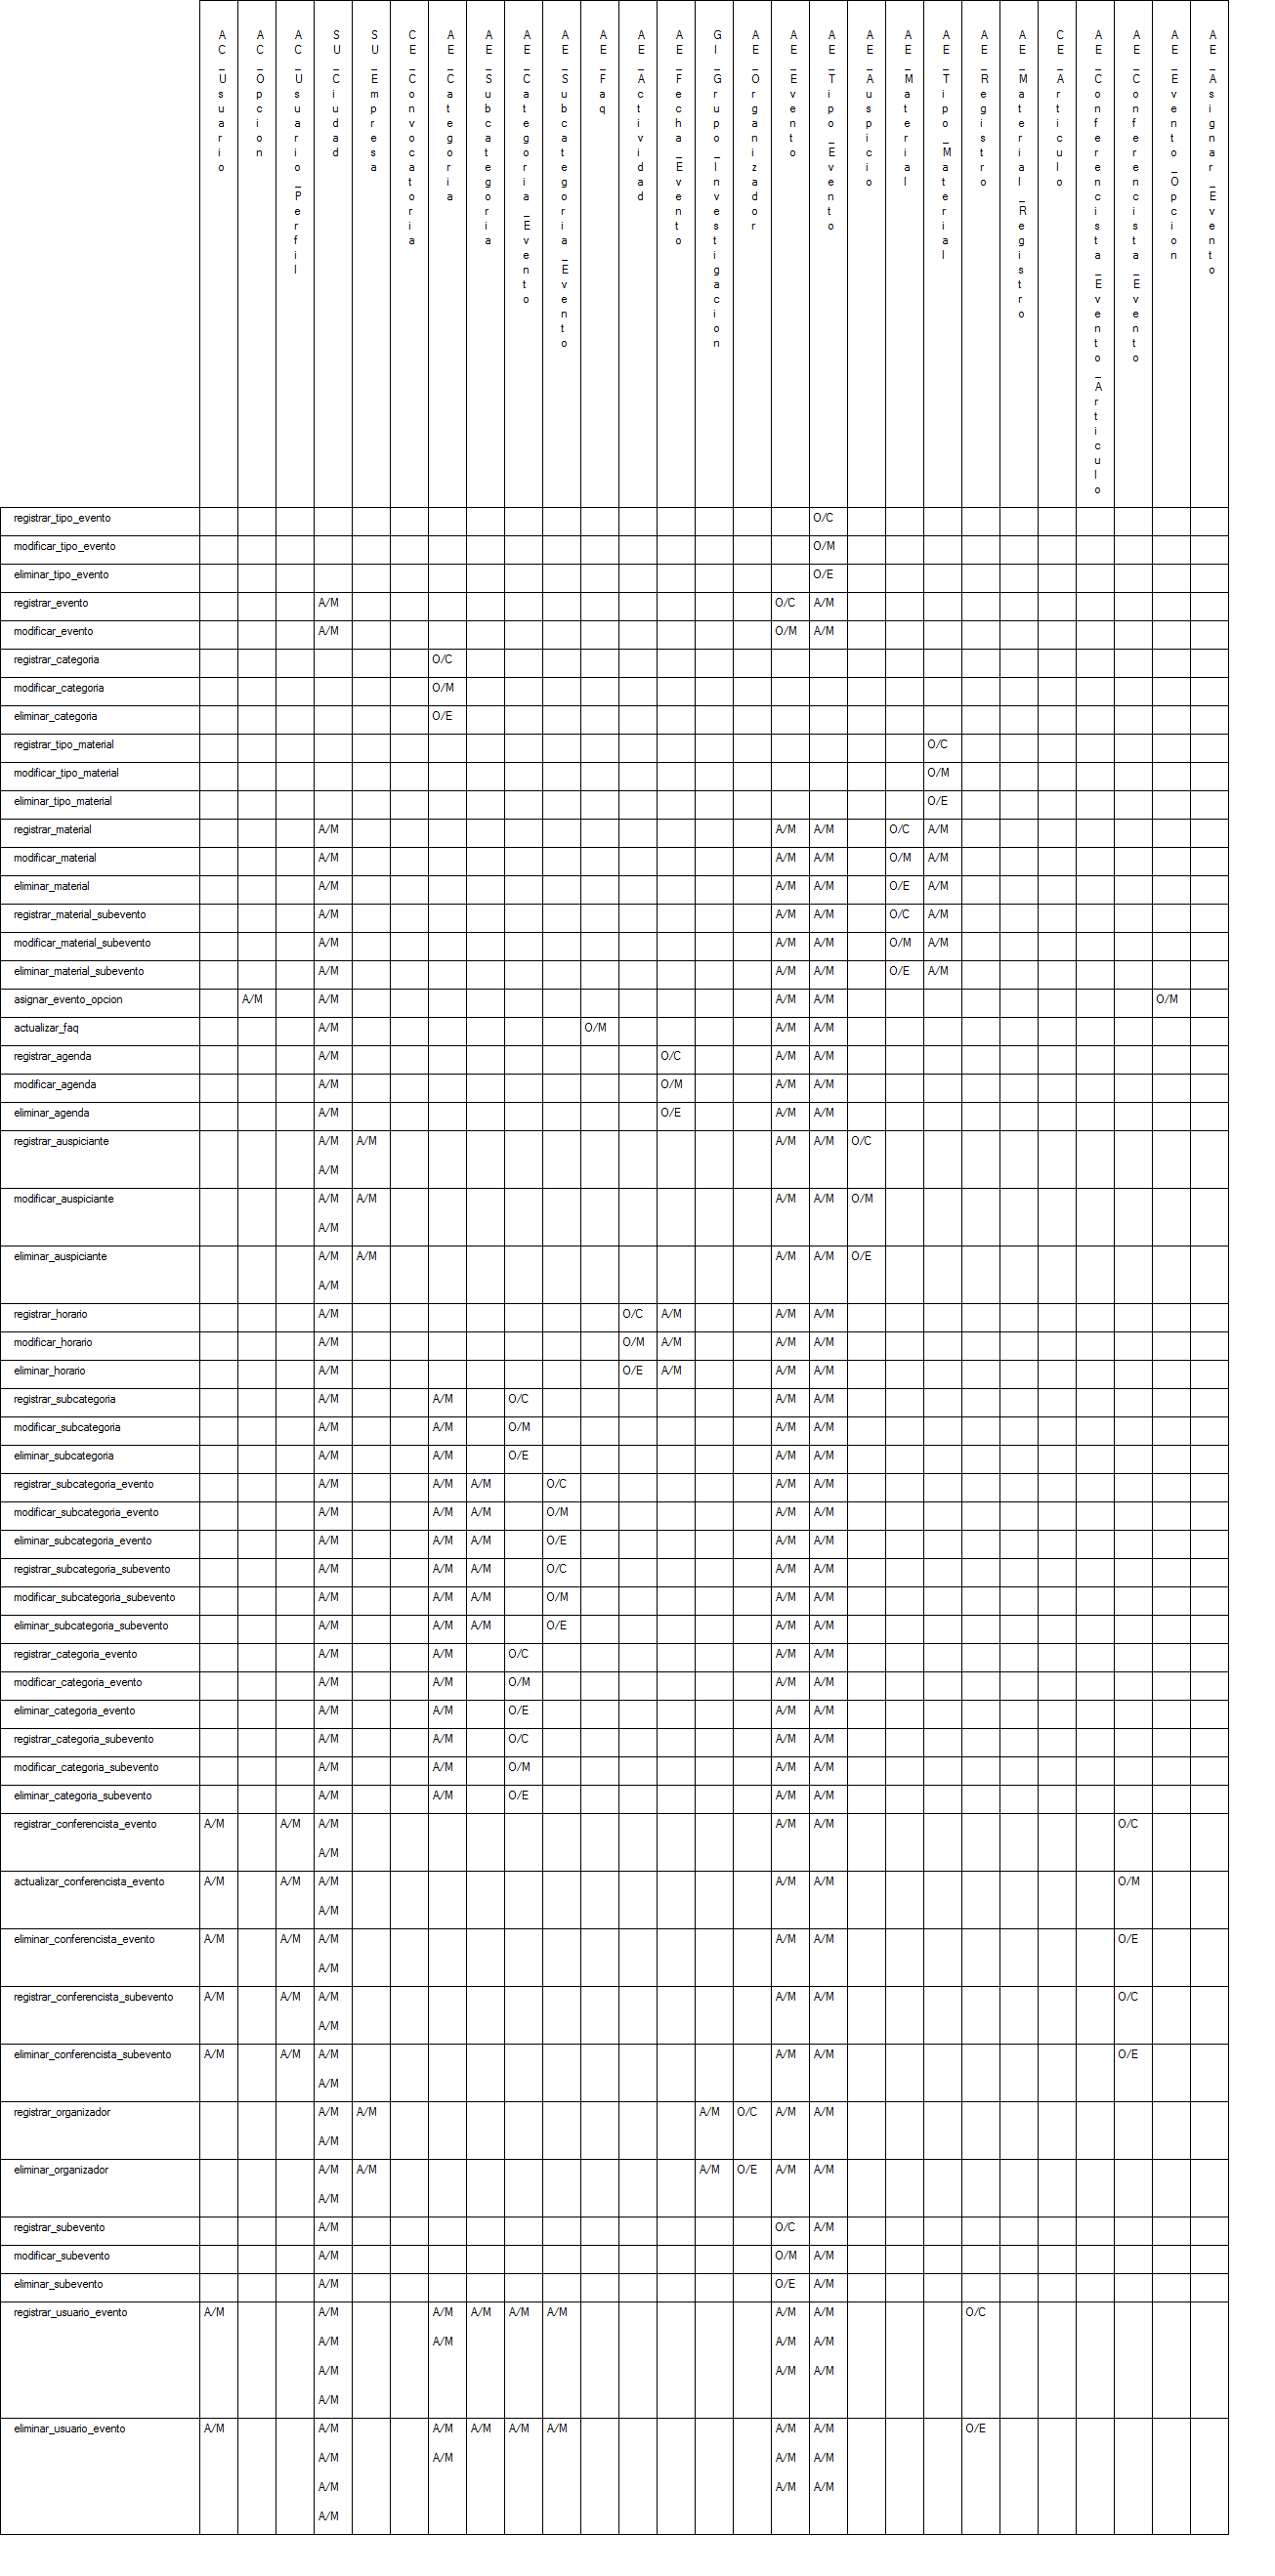 AC_Usuario
AC_Opcion
AC_Usuario_Perfil
SU_Ciudad
SU_Empresa
CE_Convocatoria
AE_Categoria
AE_Subcategoria
AE_Categoria_Evento
AE_Subcategoria_Evento
AE_Faq
AE_Actividad
AE_Fecha_Evento
GI_Grupo_Investigacion
AE_Organizador
AE_Evento
AE_Tipo_Evento
AE_Auspicio
AE_Material
AE_Tipo_Material
AE_Registro
AE_Material_Registro
CE_Articulo
AE_Conferencista_Evento_Articulo
AE_Conferencista_Evento
AE_Evento_Opcion
AE_Asignar_Evento
registrar_tipo_evento O/C
modificar_tipo_evento O/M
eliminar_tipo_evento O/E
registrar_evento A/M O/C A/M
modificar_evento A/M O/M A/M
registrar_categoria O/C
modificar_categoria O/M
eliminar_categoria O/E
registrar_tipo_material O/C
modificar_tipo_material O/M
eliminar_tipo_material O/E
registrar_material A/M A/M A/M O/C A/M
modificar_material A/M A/M A/M O/M A/M
eliminar_material A/M A/M A/M O/E A/M
registrar_material_subevento A/M A/M A/M O/C A/M
modificar_material_subevento A/M A/M A/M O/M A/M
eliminar_material_subevento A/M A/M A/M O/E A/M
asignar_evento_opcion A/M A/M A/M A/M O/M
actualizar_faq A/M O/M A/M A/M
registrar_agenda A/M O/C A/M A/M
modificar_agenda A/M O/M A/M A/M
eliminar_agenda A/M O/E A/M A/M
registrar_auspiciante A/M A/M A/M A/M O/C
A/M
modificar_auspiciante A/M A/M A/M A/M O/M
A/M
eliminar_auspiciante A/M A/M A/M A/M O/E
A/M
registrar_horario A/M O/C A/M A/M A/M
modificar_horario A/M O/M A/M A/M A/M
eliminar_horario A/M O/E A/M A/M A/M
registrar_subcategoria A/M A/M O/C A/M A/M
modificar_subcategoria A/M A/M O/M A/M A/M
eliminar_subcategoria A/M A/M O/E A/M A/M
registrar_subcategoria_evento A/M A/M A/M O/C A/M A/M
modificar_subcategoria_evento A/M A/M A/M O/M A/M A/M
eliminar_subcategoria_evento A/M A/M A/M O/E A/M A/M
registrar_subcategoria_subevento A/M A/M A/M O/C A/M A/M
modificar_subcategoria_subevento A/M A/M A/M O/M A/M A/M
eliminar_subcategoria_subevento A/M A/M A/M O/E A/M A/M
registrar_categoria_evento A/M A/M O/C A/M A/M
modificar_categoria_evento A/M A/M O/M A/M A/M
eliminar_categoria_evento A/M A/M O/E A/M A/M
registrar_categoria_subevento A/M A/M O/C A/M A/M
modificar_categoria_subevento A/M A/M O/M A/M A/M
eliminar_categoria_subevento A/M A/M O/E A/M A/M
registrar_conferencista_evento A/M A/M A/M A/M A/M O/C
A/M
actualizar_conferencista_evento A/M A/M A/M A/M A/M O/M
A/M
eliminar_conferencista_evento A/M A/M A/M A/M A/M O/E
A/M
registrar_conferencista_subevento A/M A/M A/M A/M A/M O/C
A/M
eliminar_conferencista_subevento A/M A/M A/M A/M A/M O/E
A/M
registrar_organizador A/M A/M A/M O/C A/M A/M
A/M
eliminar_organizador A/M A/M A/M O/E A/M A/M
A/M
registrar_subevento A/M O/C A/M
modificar_subevento A/M O/M A/M
eliminar_subevento A/M O/E A/M
registrar_usuario_evento A/M A/M A/M A/M A/M A/M A/M A/M O/C
A/M A/M A/M A/M
A/M A/M A/M
A/M
eliminar_usuario_evento A/M A/M A/M A/M A/M A/M A/M A/M O/E
A/M A/M A/M A/M
A/M A/M A/M
A/M